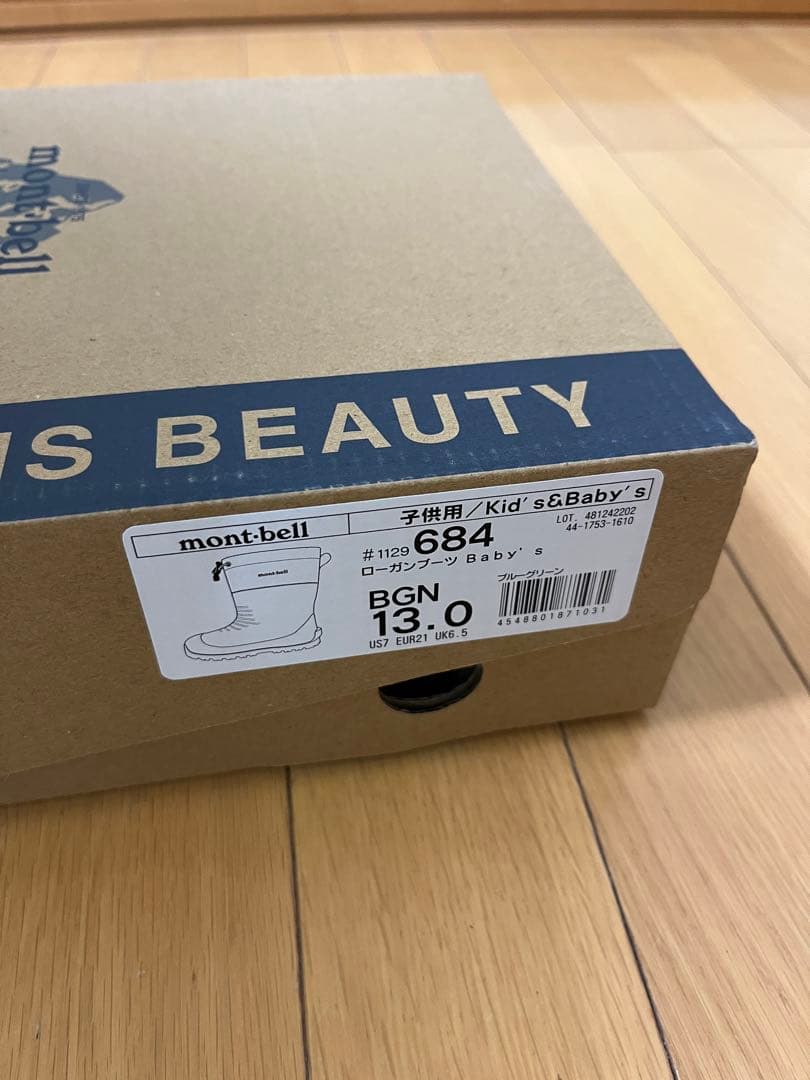 mont·bell
IS BEAUTY
mont-bell
子供用/Kid's&Baby's
#1129 684
LOT. 481242202
44-1753-1610
ローガンブーツ Baby's
BGN
ブルーグリーン
13.0
US7 EUR21 UK6.5
4548801871031